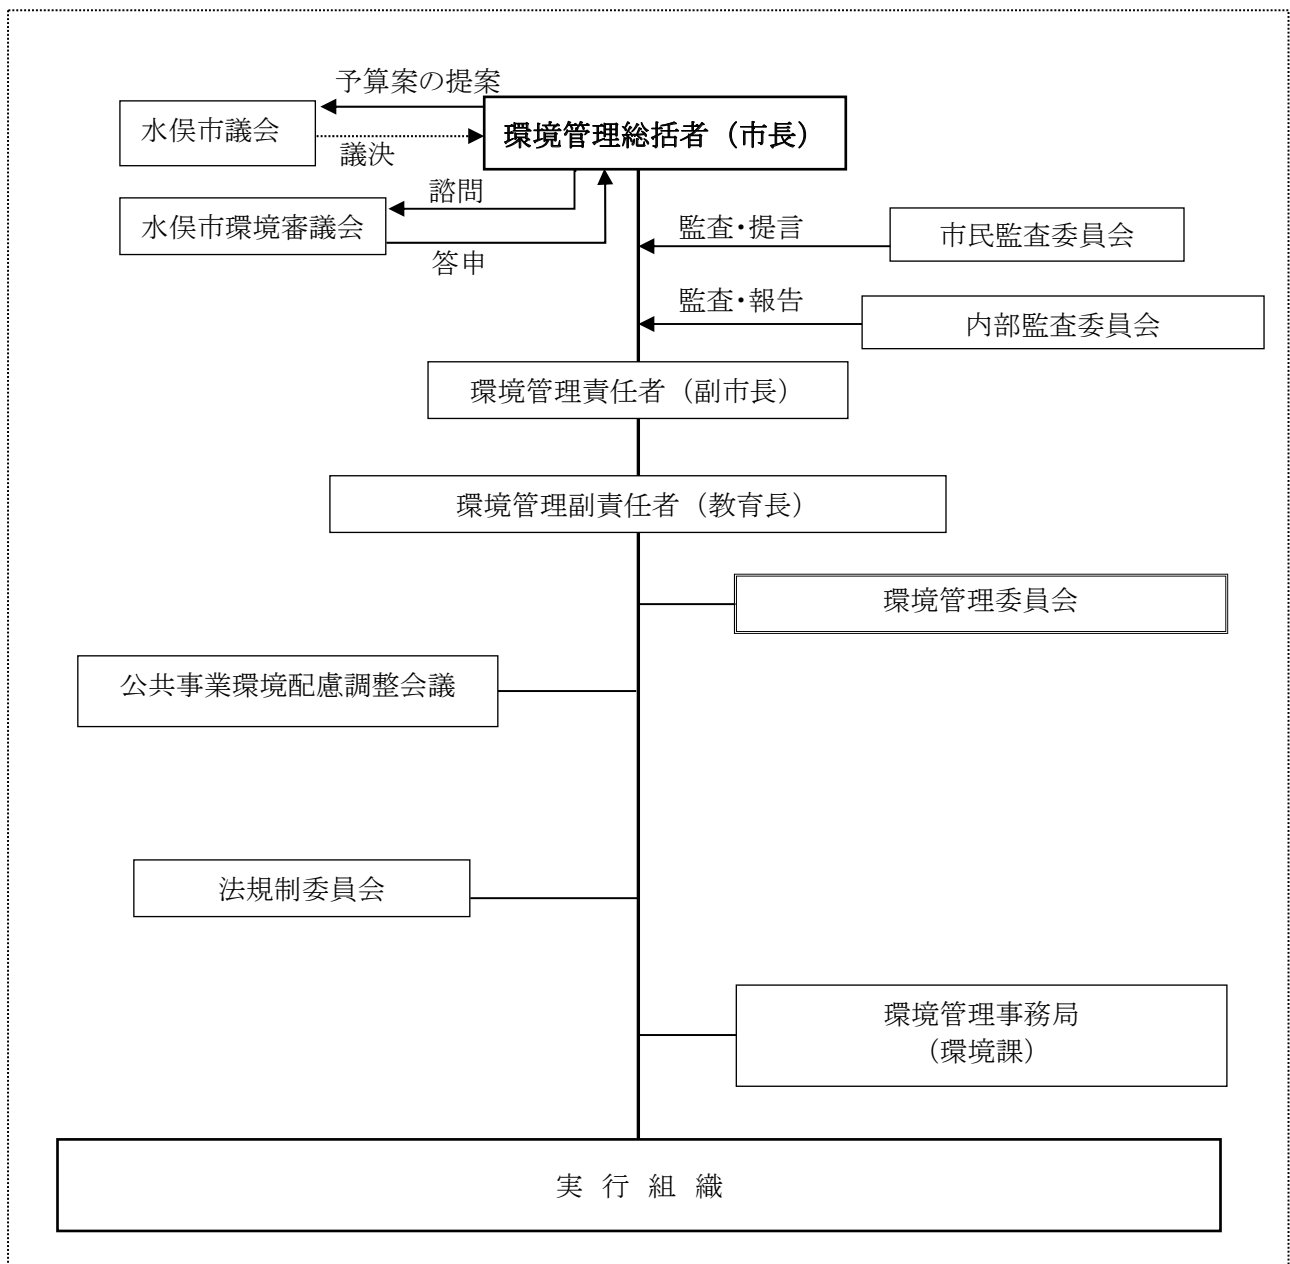 予算案の提案
水俣市議会
環境管理総括者（市長）
議決
諮問
水俣市環境審議会
答申
監査･提言
市民監査委員会
監査･報告
内部監査委員会
環境管理責任者（副市長）
環境管理副責任者（教育長）
環境管理委員会
公共事業環境配慮調整会議
法規制委員会
環境管理事務局
（環境課）
実 行 組 織